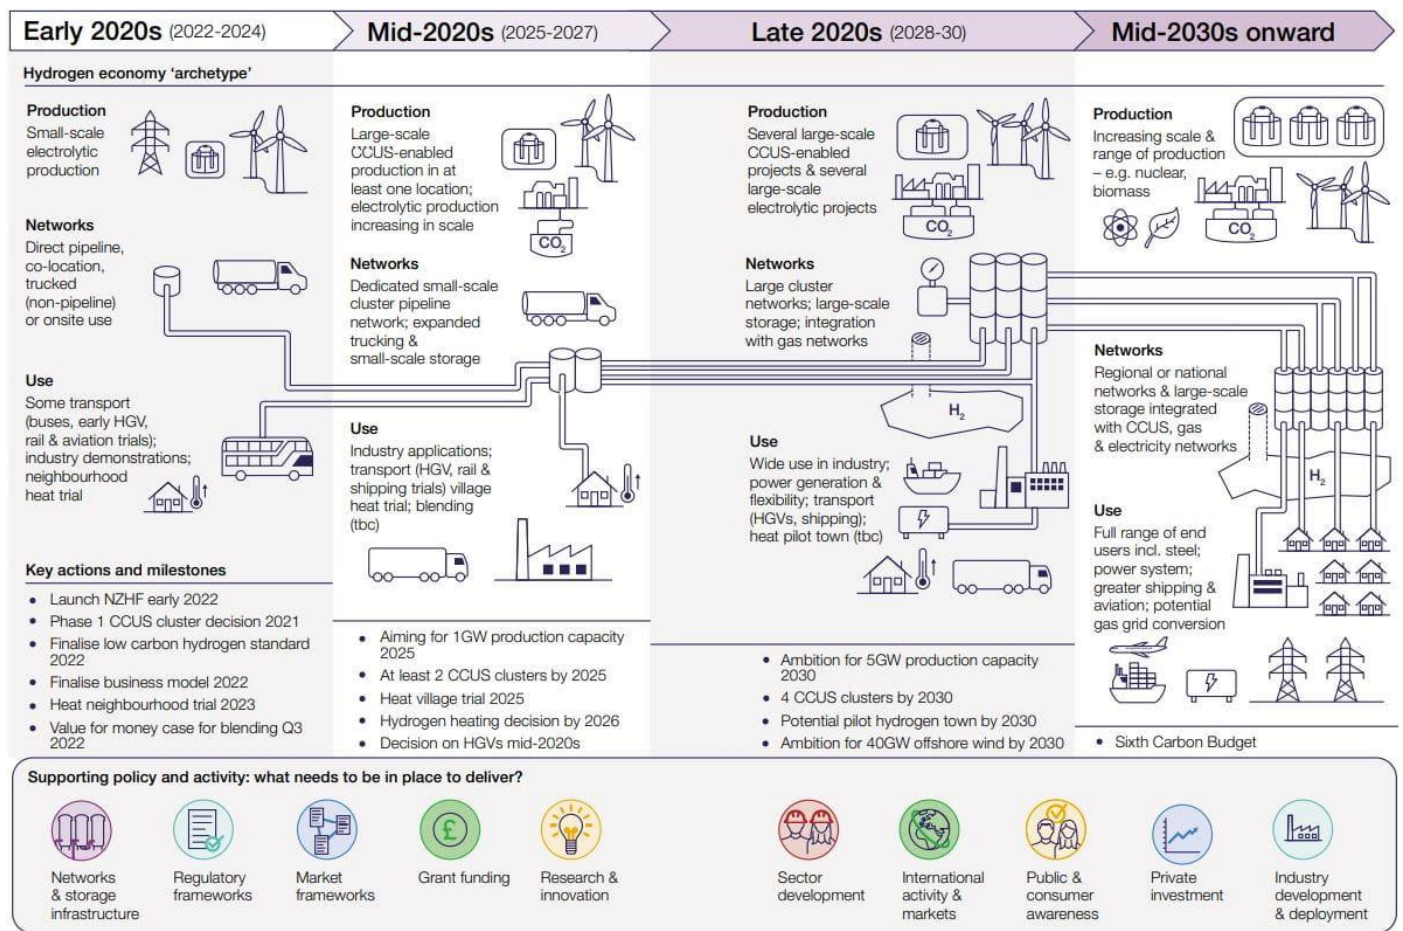 Early 2020s (2022-2024)
Mid-2020s (2025-2027)
Late 2020s (2028-30)
Mid-2030s onward
Hydrogen economy ‘archetype’
Production
Small-scale
electrolytic
production
Networks
Direct pipeline,
co-location,
trucked
(non-pipeline)
or onsite use
Use
Some transport
(buses, early HGV,
rail & aviation trials);
industry demonstrations;
neighbourhood
heat trial
Key actions and milestones
• Launch NZHF early 2022
• Phase 1 CCUS cluster decision 2021
• Finalise low carbon hydrogen standard
2022
• Finalise business model 2022
• Heat neighbourhood trial 2023
• Value for money case for blending Q3
2022
Production
Large-scale
CCUS-enabled
production in at
least one location;
electrolytic production
increasing in scale
CO2
Networks
Dedicated small-scale
cluster pipeline
network; expanded
trucking &
small-scale storage
Use
Industry applications;
transport (HGV, rail &
shipping trials) village
heat trial; blending
(tbc)
• Aiming for 1GW production capacity
2025
• At least 2 CCUS clusters by 2025
• Heat village trial 2025
• Hydrogen heating decision by 2026
• Decision on HGVs mid-2020s
Production
Several large-scale
CCUS-enabled
projects & several
large-scale
electrolytic projects
CO2
Networks
Large cluster
networks; large-scale
storage; integration
with gas networks
H2
Use
Wide use in industry;
power generation &
flexibility; transport
(HGVs, shipping);
heat pilot town (tbc)
• Ambition for 5GW production capacity
2030
• 4 CCUS clusters by 2030
• Potential pilot hydrogen town by 2030
• Ambition for 40GW offshore wind by 2030
Production
Increasing scale &
range of production
– e.g. nuclear,
biomass
CO2
Networks
Regional or national
networks & large-scale
storage integrated
with CCUS, gas
& electricity networks
H2
Use
Full range of end
users incl. steel;
power system;
greater shipping &
aviation; potential
gas grid conversion
• Sixth Carbon Budget
Supporting policy and activity: what needs to be in place to deliver?
Networks
& storage
infrastructure
Regulatory
frameworks
Market
frameworks
£
Grant funding
Research &
innovation
Sector
development
International
activity &
markets
Public &
consumer
awareness
Private
investment
Industry
development
& deployment